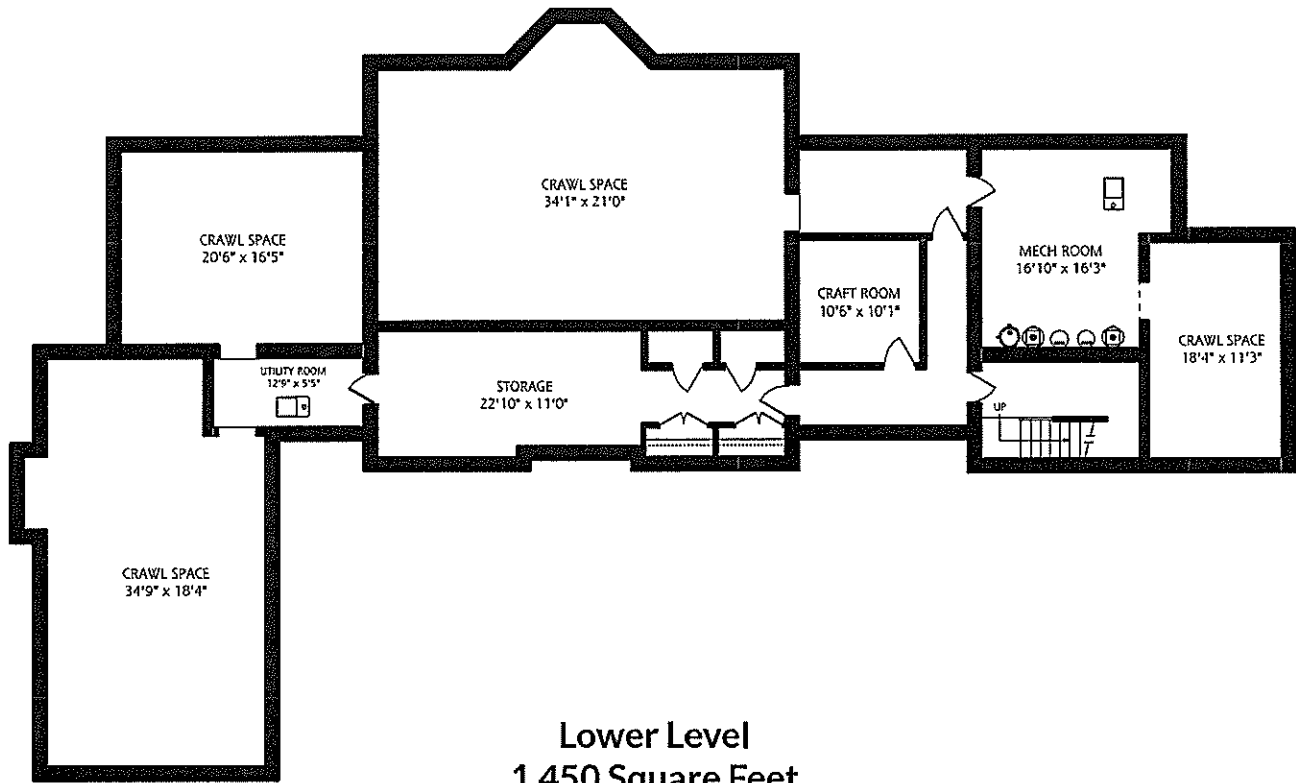 CRAWL SPACE
34'1" x 21'0"
CRAWL SPACE
20'6" x 16'5"
MECH ROOM
16'10" x 16'3"
CRAFT ROOM
10'6" x 10'1"
CRAWL SPACE
18'4" x 11'3"
UTILITY ROOM
12'9" x 5'5"
STORAGE
22'10" x 11'0"
UP
CRAWL SPACE
34'9" x 18'4"
Lower Level
1,450 Square Feet